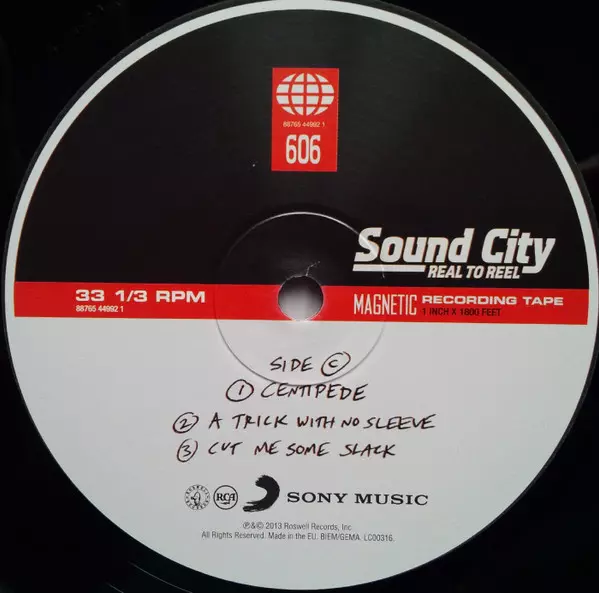 88765 44992 1
606
Sound City
REAL TO REEL
33 1/3 RPM
88765 44992 1
MAGNETIC RECORDING TAPE
1 INCH X 1800 FEET
SIDE C
1 CENTIPEDE
2 A TRICK WITH NO SLEEVE
3 CUT ME SOME SLACK
RCA
SONY MUSIC
℗&© 2013 Roswell Records, Inc
All Rights Reserved. Made in the EU. BIEM/GEMA. LC00316.